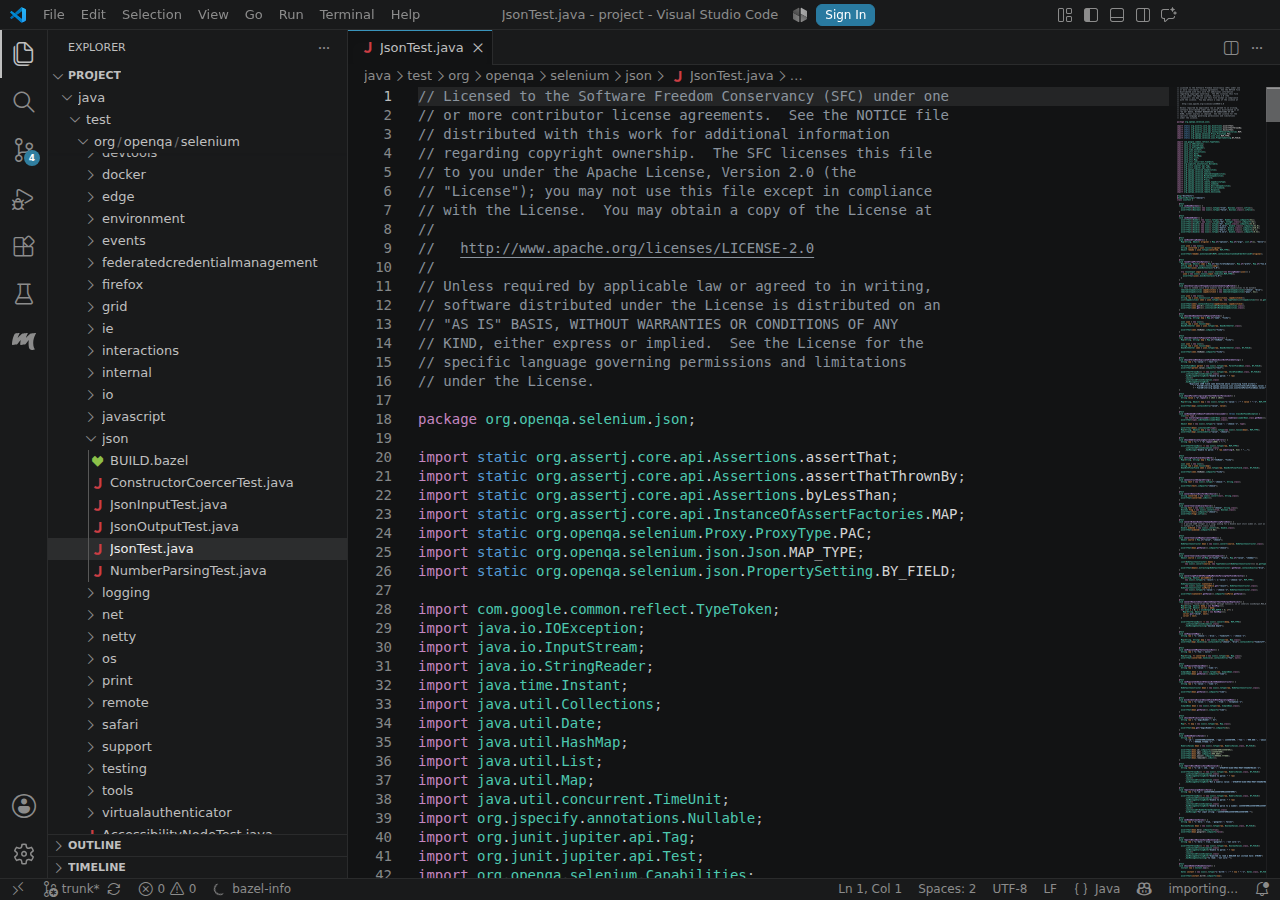 File Edit Selection View Go Run Terminal Help JsonTest.java - project - Visual Studio Code Sign In
EXPLORER
PROJECT
java
test
org/openqa/selenium
devtools
docker
edge
environment
events
federatedcredentialmanagement
firefox
grid
ie
interactions
internal
io
javascript
json
BUILD.bazel
ConstructorCoercerTest.java
JsonInputTest.java
JsonOutputTest.java
JsonTest.java
NumberParsingTest.java
logging
net
netty
os
print
remote
safari
support
testing
tools
virtualauthenticator
AccessibilityNodeTest.java
OUTLINE
TIMELINE
4
JsonTest.java
java > test > org > openqa > selenium > json > JsonTest.java > ...
1 // Licensed to the Software Freedom Conservancy (SFC) under one
2 // or more contributor license agreements.  See the NOTICE file
3 // distributed with this work for additional information
4 // regarding copyright ownership.  The SFC licenses this file
5 // to you under the Apache License, Version 2.0 (the
6 // "License"); you may not use this file except in compliance
7 // with the License.  You may obtain a copy of the License at
8 //
9 //   http://www.apache.org/licenses/LICENSE-2.0
10 //
11 // Unless required by applicable law or agreed to in writing,
12 // software distributed under the License is distributed on an
13 // "AS IS" BASIS, WITHOUT WARRANTIES OR CONDITIONS OF ANY
14 // KIND, either express or implied.  See the License for the
15 // specific language governing permissions and limitations
16 // under the License.
17
18 package org.openqa.selenium.json;
19
20 import static org.assertj.core.api.Assertions.assertThat;
21 import static org.assertj.core.api.Assertions.assertThatThrownBy;
22 import static org.assertj.core.api.Assertions.byLessThan;
23 import static org.assertj.core.api.InstanceOfAssertFactories.MAP;
24 import static org.openqa.selenium.Proxy.ProxyType.PAC;
25 import static org.openqa.selenium.json.Json.MAP_TYPE;
26 import static org.openqa.selenium.json.PropertySetting.BY_FIELD;
27
28 import com.google.common.reflect.TypeToken;
29 import java.io.IOException;
30 import java.io.InputStream;
31 import java.io.StringReader;
32 import java.time.Instant;
33 import java.util.Collections;
34 import java.util.Date;
35 import java.util.HashMap;
36 import java.util.List;
37 import java.util.Map;
38 import java.util.concurrent.TimeUnit;
39 import org.jspecify.annotations.Nullable;
40 import org.junit.jupiter.api.Tag;
41 import org.junit.jupiter.api.Test;
42 import org.openqa.selenium.Capabilities;
trunk* 0 0 bazel-info Ln 1, Col 1 Spaces: 2 UTF-8 LF { } Java importing...